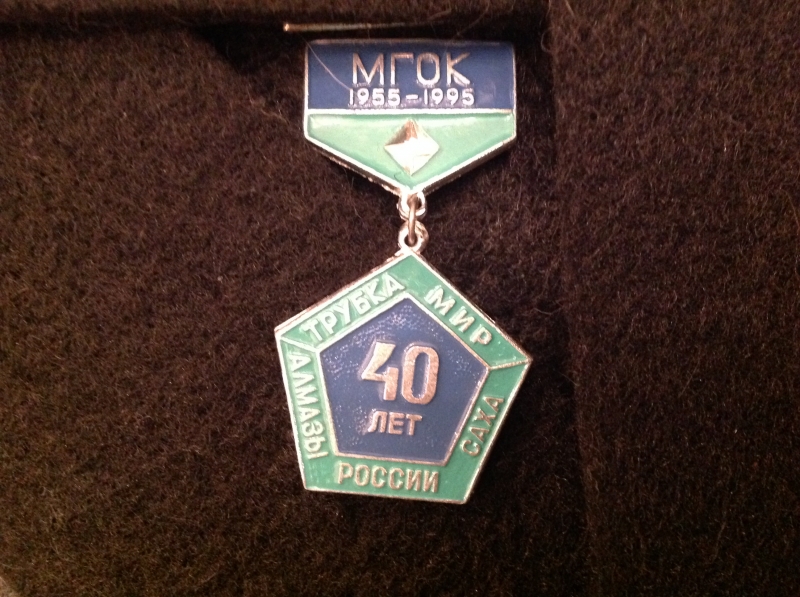 МГОК
1955-1995
ТРУБКА МИР
40
ЛЕТ
АЛМАЗЫ
РОССИИ
САХА